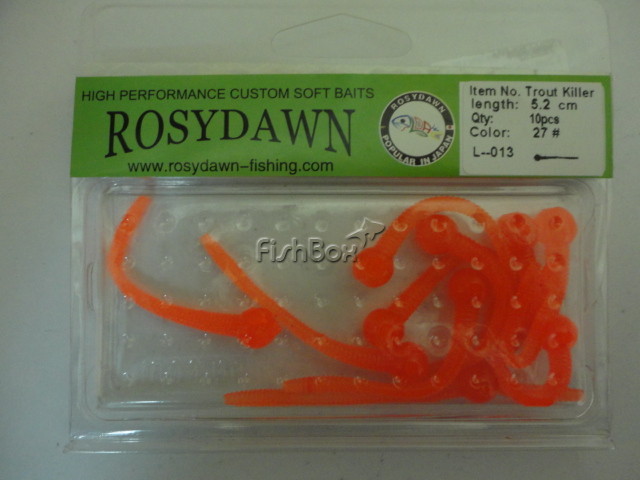 HIGH PERFORMANCE CUSTOM SOFT BAITS
ROSYDAWN
www.rosydawn-fishing.com
ROSYDAWN
POPULAR IN JAPAN
Item No. Trout Killer
length: 5.2 cm
Qty: 10pcs
Color: 27 #
L--013
FishBox